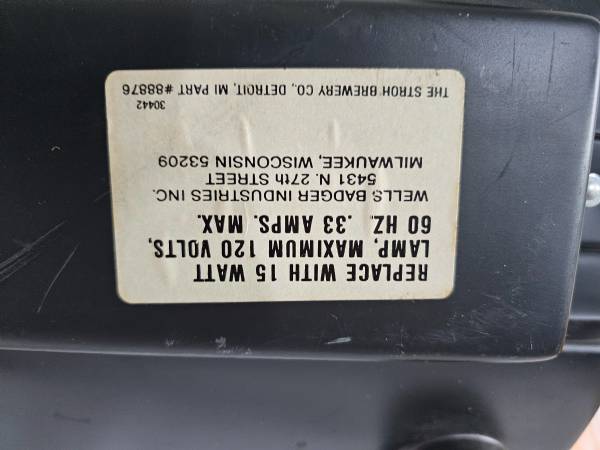 REPLACE WITH 15 WATT
LAMP, MAXIMUM 120 VOLTS,
60 HZ. .33 AMPS. MAX.
WELLS BADGER INDUSTRIES INC.
5431 N. 27th STREET
MILWAUKEE, WISCONSIN 53209
30442
THE STROH BREWERY CO., DETROIT, MI PART #88876